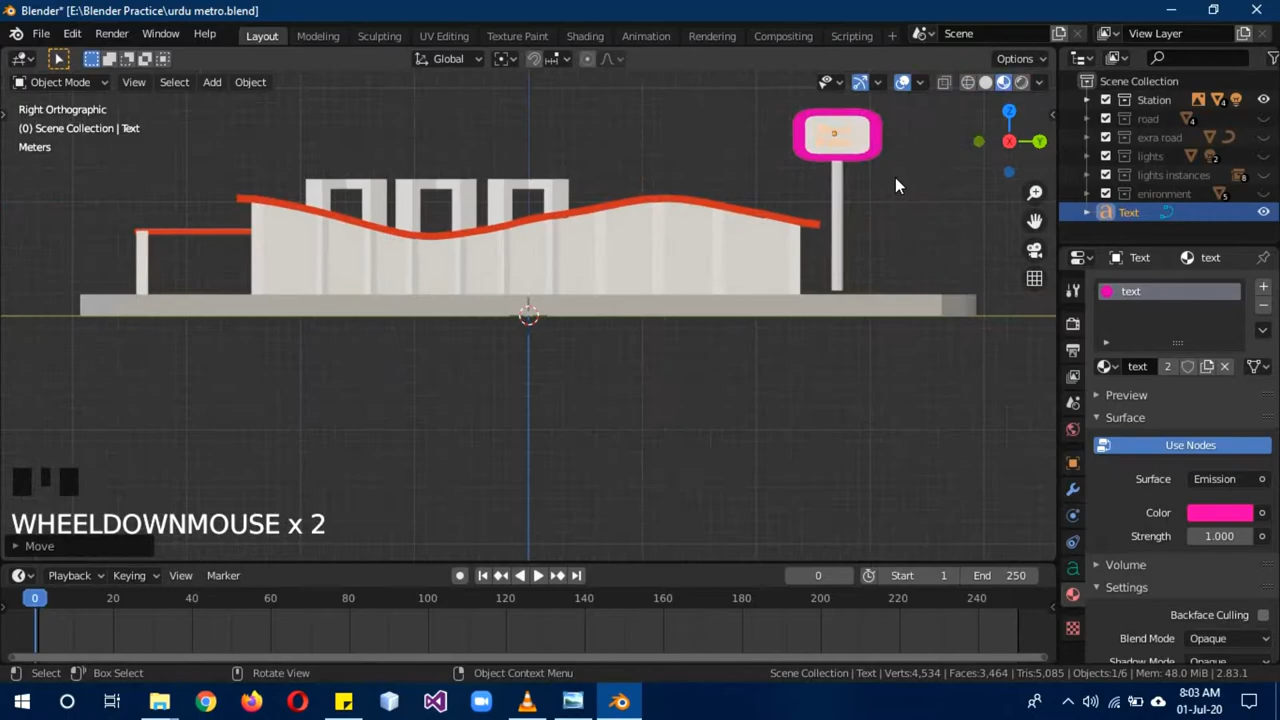 Blender* [E:\Blender Practice\urdu metro.blend]
File Edit Render Window Help Layout Modeling Sculpting UV Editing Texture Paint Shading Animation Rendering Compositing Scripting + Scene View Layer
Global Options
Object Mode View Select Add Object Scene Collection
Right Orthographic
(0) Scene Collection | Text
Meters
Station
road
exra road
lights
lights instances
enironment
Text
Text text
text
text 2
Preview
Surface
Use Nodes
Surface Emission
Color
Strength 1.000
Volume
Settings
Backface Culling
Blend Mode Opaque
Shadow Mode Opaque
WHEELDOWNMOUSE x 2
Move
Playback Keying View Marker 0 Start 1 End 250
0 20 40 60 80 100 120 140 160 180 200 220 240
Select Box Select Rotate View Object Context Menu Scene Collection | Text | Verts:4,534 | Faces:3,464 | Tris:5,085 | Objects:1/6 | Mem: 48.0 MiB | 2.83.1
8:03 AM
01-Jul-20